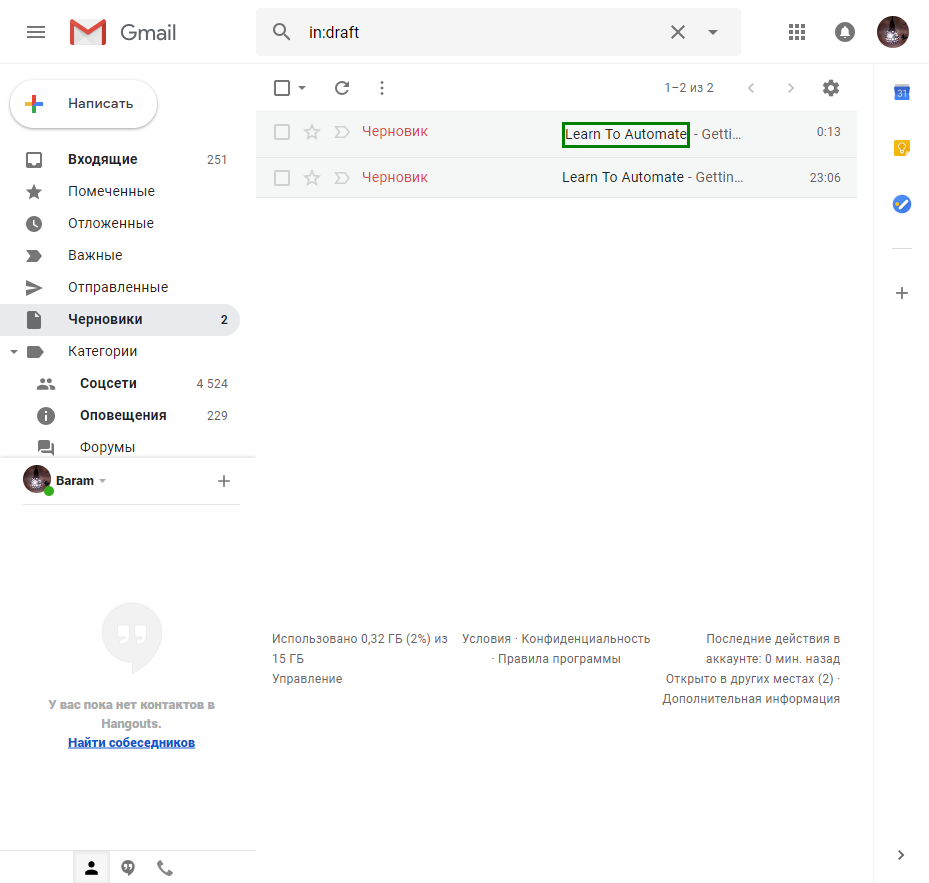 Gmail
in:draft
Написать
1–2 из 2
31
Входящие 251
Помеченные
Отложенные
Важные
Отправленные
Черновики 2
Категории
Соцсети 4 524
Оповещения 229
Форумы
Черновик Learn To Automate - Getti... 0:13
Черновик Learn To Automate - Gettin... 23:06
Baram
У вас пока нет контактов в
Hangouts.
Найти собеседников
Использовано 0,32 ГБ (2%) из
15 ГБ
Управление
Условия · Конфиденциальность
· Правила программы
Последние действия в
аккаунте: 0 мин. назад
Открыто в других местах (2) ·
Дополнительная информация